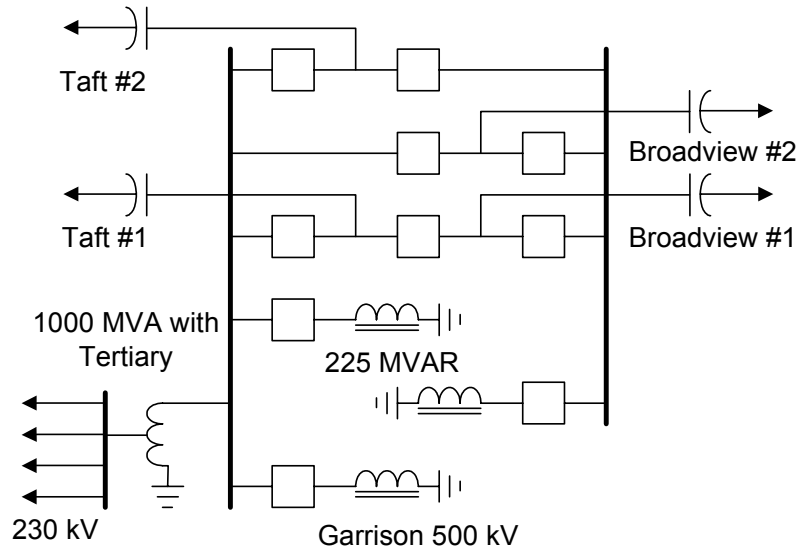 Taft #2
Broadview #2
Taft #1
Broadview #1
1000 MVA with
Tertiary
225 MVAR
230 kV
Garrison 500 kV